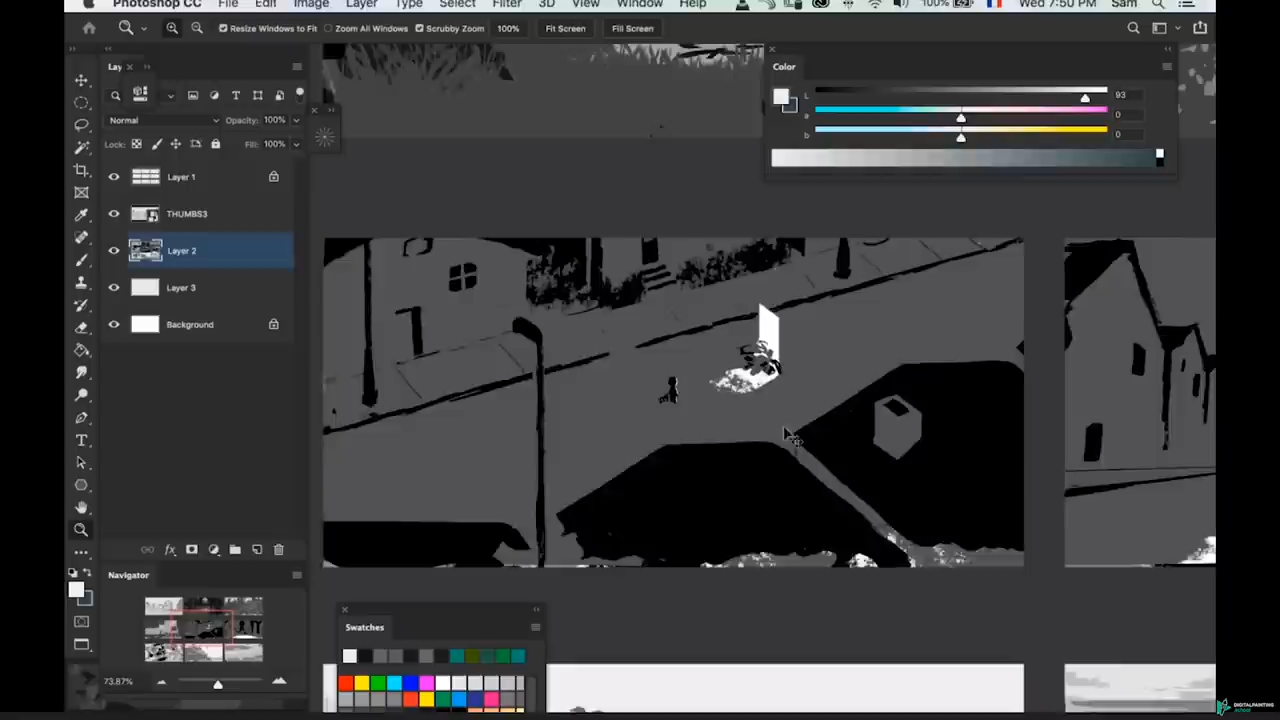 Photoshop CC File Edit Image Layer Type Select Filter 3D View Window Help 100% Wed 7:50 PM Sam
Resize Windows to Fit Zoom All Windows Scrubby Zoom 100% Fit Screen Fill Screen
Lay
Color
L 93
a 0
b 0
Normal Opacity: 100%
Lock: Fill: 100%
Layer 1
THUMBS3
Layer 2
Layer 3
Background
fx
Navigator
73.87%
Swatches
DIGITALPAINTING